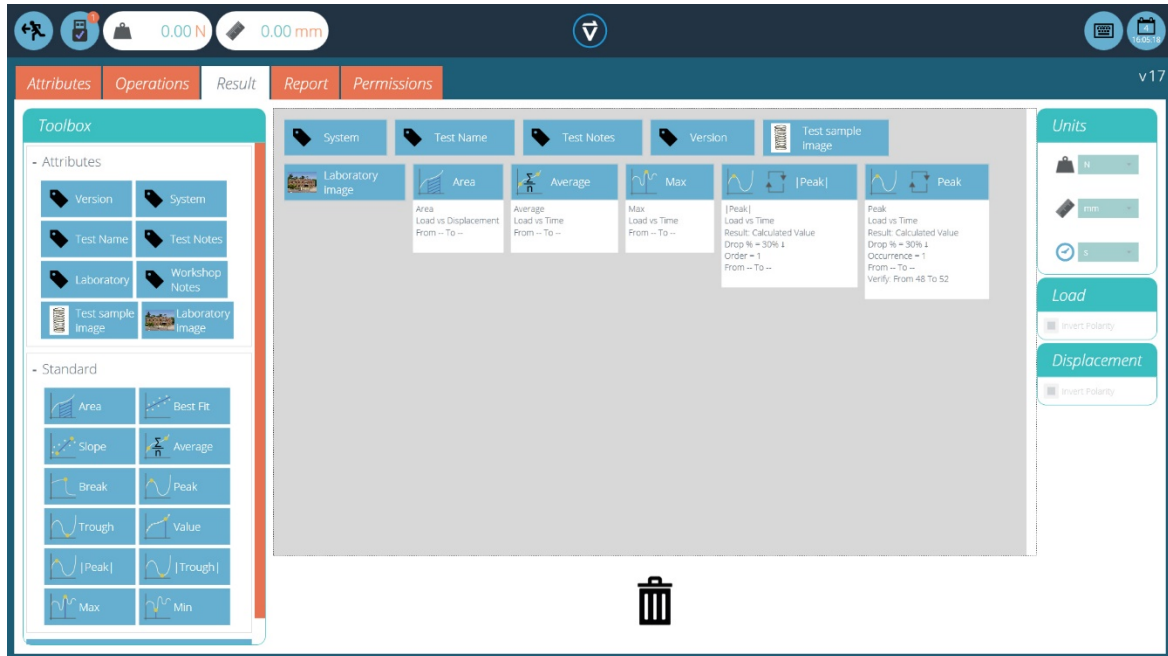 1
0.00 N
0.00 mm
4
16:05:18
Attributes Operations Result Report Permissions
v17
Toolbox
- Attributes
Version
System
Test Name
Test Notes
Laboratory
Workshop
Notes
Test sample
Image
Laboratory
Image
- Standard
Area
Best Fit
Slope
Σ
n
Average
Break
Peak
Trough
Value
|Peak|
|Trough|
Max
Min
System
Test Name
Test Notes
Version
Test sample
Image
Laboratory
Image
Area
Area
Load vs Displacement
From -- To --
Σ
n
Average
Average
Load vs Time
From -- To --
Max
Max
Load vs Time
From -- To --
|Peak|
|Peak|
Load vs Time
Result: Calculated Value
Drop % = 30% ↓
Order = 1
From -- To --
Peak
Peak
Load vs Time
Result: Calculated Value
Drop % = 30% ↓
Occurrence = 1
From -- To --
Verify: From 48 To 52
Units
N
mm
s
Load
Invert Polarity
Displacement
Invert Polarity